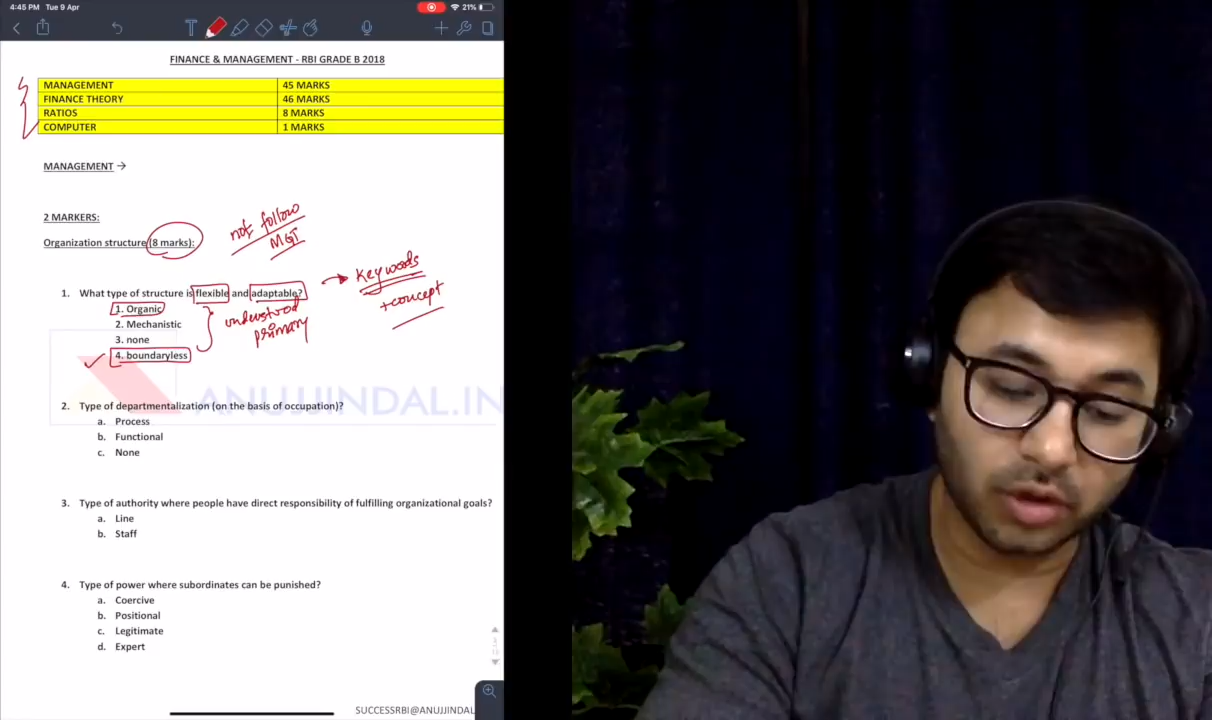 4:45 PM Tue 9 Apr
21%
FINANCE & MANAGEMENT - RBI GRADE B 2018
MANAGEMENT 45 MARKS
FINANCE THEORY 46 MARKS
RATIOS 8 MARKS
COMPUTER 1 MARKS
MANAGEMENT →
2 MARKERS:
Organization structure (8 marks):
not follow
MGT
1. What type of structure is flexible and adaptable?
→ Keywords
+concept
1. Organic
2. Mechanistic
3. none
4. boundaryless
understood
primary
ANUJJINDAL.IN
2. Type of departmentalization (on the basis of occupation)?
a. Process
b. Functional
c. None
3. Type of authority where people have direct responsibility of fulfilling organizational goals?
a. Line
b. Staff
4. Type of power where subordinates can be punished?
a. Coercive
b. Positional
c. Legitimate
d. Expert
SUCCESSRBI@ANUJJINDAL